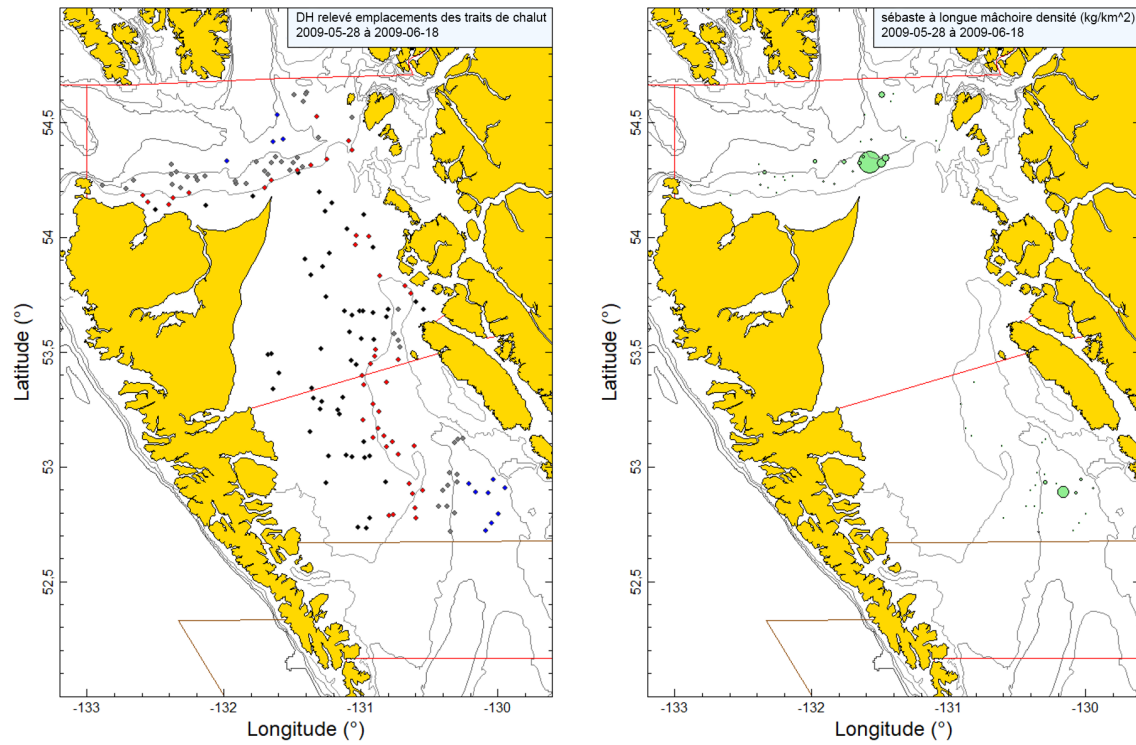 DH relevé emplacements des traits de chalut
2009-05-28 à 2009-06-18
54.5
54
53.5
53
52.5
Latitude (°)
-133
-132
-131
-130
Longitude (°)
sébaste à longue mâchoire densité (kg/km^2)
2009-05-28 à 2009-06-18
54.5
54
53.5
53
52.5
Latitude (°)
-133
-132
-131
-130
Longitude (°)